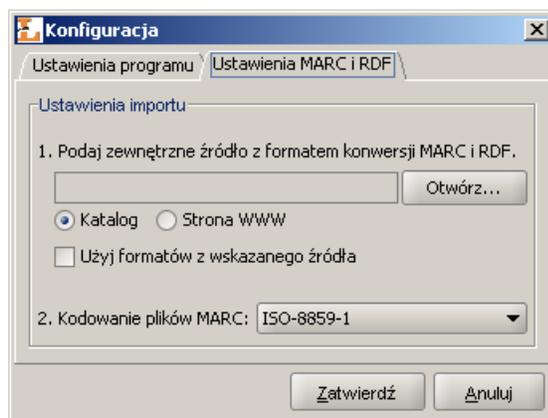 Konfiguracja
Ustawienia programu Ustawienia MARC i RDF
Ustawienia importu
1. Podaj zewnętrzne źródło z formatem konwersji MARC i RDF.
Otwórz...
Katalog Strona WWW
Użyj formatów z wskazanego źródła
2. Kodowanie plików MARC: ISO-8859-1
Zatwierdź Anuluj